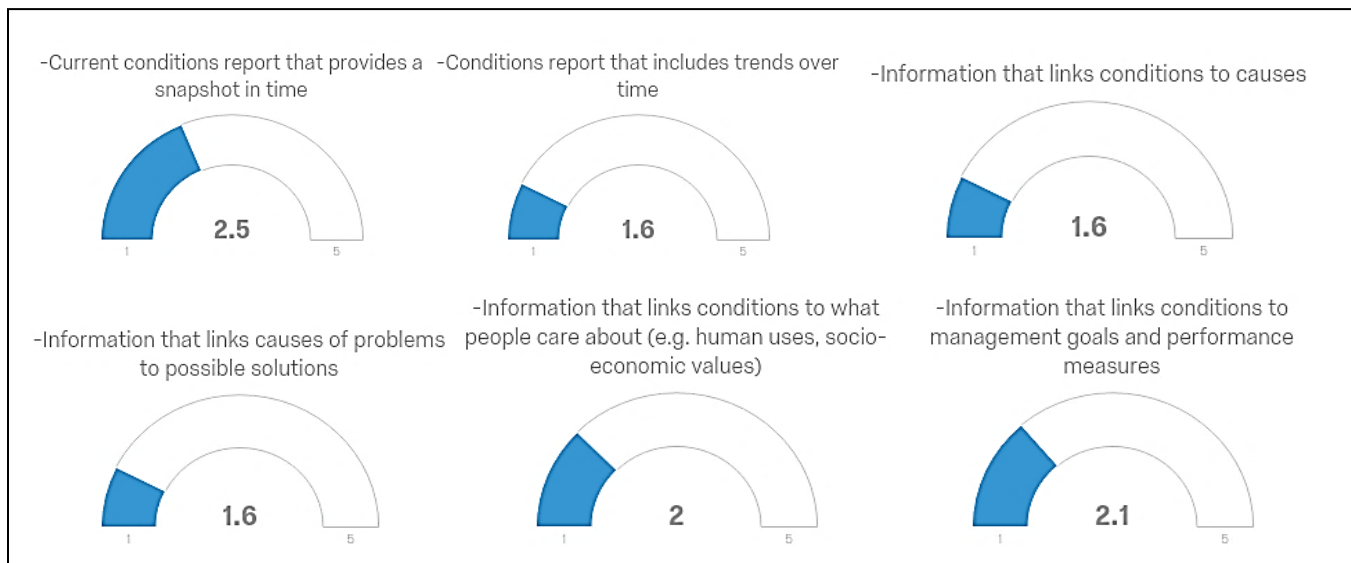 -Current conditions report that provides a
snapshot in time
2.5
1
5
-Conditions report that includes trends over
time
1.6
1
5
-Information that links conditions to causes
1.6
1
5
-Information that links causes of problems
to possible solutions
1.6
1
5
-Information that links conditions to what
people care about (e.g. human uses, socio-
economic values)
2
1
5
-Information that links conditions to
management goals and performance
measures
2.1
1
5